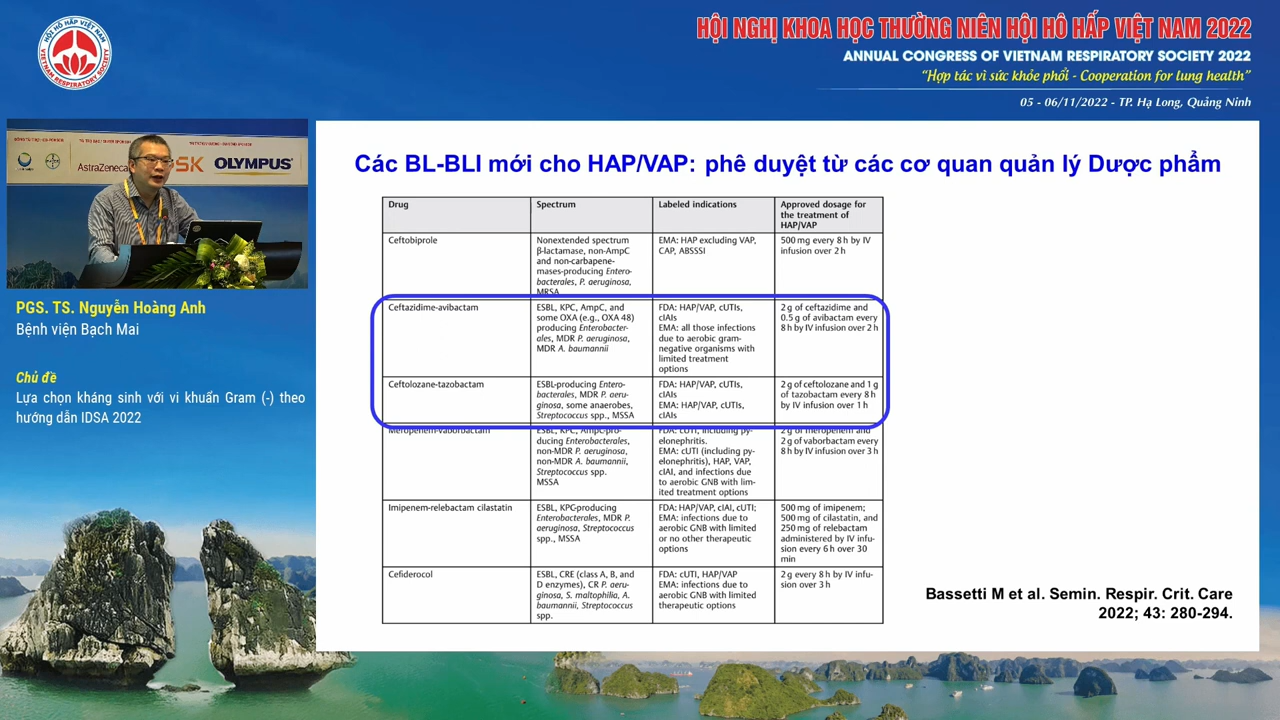 HỘI NGHỊ KHOA HỌC THƯỜNG NIÊN HỘI HÔ HẤP VIỆT NAM 2022
ANNUAL CONGRESS OF VIETNAM RESPIRATORY SOCIETY 2022
“Hợp tác vì sức khỏe phổi - Cooperation for lung health”
05 - 06/11/2022 - TP. Hạ Long, Quảng Ninh
HỘI HÔ HẤP VIỆT NAM
VIETNAM RESPIRATORY SOCIETY
AstraZeneca
SK
OLYMPUS
PGS. TS. Nguyễn Hoàng Anh
Bệnh viện Bạch Mai
Chủ đề
Lựa chọn kháng sinh với vi khuẩn Gram (-) theo
hướng dẫn IDSA 2022
Các BL-BLI mới cho HAP/VAP: phê duyệt từ các cơ quan quản lý Dược phẩm
Drug
Spectrum
Labeled indications
Approved dosage for
the treatment of
HAP/VAP
Ceftobiprole
Nonextended spectrum
β-lactamase, non-AmpC
and non-carbapene-
mases-producing Entero-
bacterales, P. aeruginosa,
MRSA
EMA: HAP excluding VAP,
CAP, ABSSSI
500 mg every 8 h by IV
infusion over 2 h
Ceftazidime-avibactam
ESBL, KPC, AmpC, and
some OXA (e.g., OXA 48)
producing Enterobacter-
ales, MDR P. aeruginosa,
MDR A. baumannii
FDA: HAP/VAP, cUTIs,
cIAIs
EMA: all those infections
due to aerobic gram-
negative organisms with
limited treatment
options
2 g of ceftazidime and
0.5 g of avibactam every
8 h by IV infusion over 2 h
Ceftolozane-tazobactam
ESBL-producing Entero-
bacterales, MDR P. aeru-
ginosa, some anaerobes,
Streptococcus spp., MSSA
FDA: HAP/VAP, cUTIs,
cIAIs
EMA: HAP/VAP, cUTIs,
cIAIs
2 g of ceftolozane and 1 g
of tazobactam every 8 h
by IV infusion over 1 h
Meropenem-vaborbactam
ESBL, KPC, AmpC-pro-
ducing Enterobacterales,
non-MDR P. aeruginosa,
non-MDR A. baumannii,
Streptococcus spp.
MSSA
FDA: cUTI, including py-
elonephritis.
EMA: cUTI (including py-
elonephritis), HAP, VAP,
cIAI, and infections due
to aerobic GNB with lim-
ited treatment options
2 g of meropenem and
2 g of vaborbactam every
8 h by IV infusion over 3 h
Imipenem-relebactam cilastatin
ESBL, KPC-producing
Enterobacterales, MDR P.
aeruginosa, Streptococcus
spp., MSSA
FDA: HAP/VAP, cIAI, cUTI;
EMA: infections due to
aerobic GNB with limited
or no other therapeutic
options
500 mg of imipenem;
500 mg of cilastatin, and
250 mg of relebactam
administered by IV infu-
sion every 6 h over 30
min
Cefiderocol
ESBL, CRE (class A, B, and
D enzymes), CR P. aeru-
ginosa, S. maltophilia, A.
baumannii, Streptococcus
spp.
FDA: cUTI, HAP/VAP
EMA: infections due to
aerobic GNB with limited
therapeutic options
2 g every 8 h by IV infu-
sion over 3 h
Bassetti M et al. Semin. Respir. Crit. Care
2022; 43: 280-294.